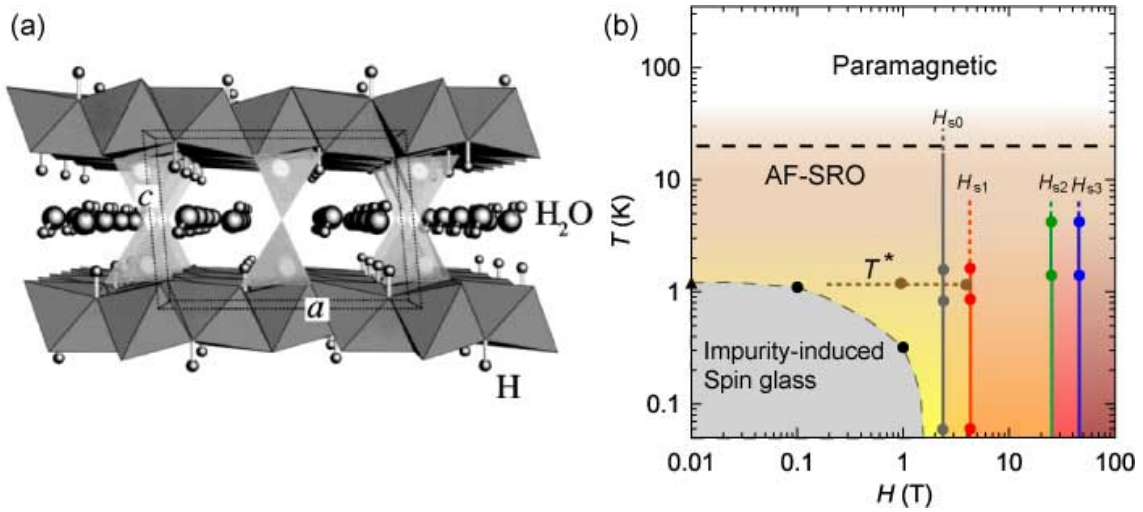 (a)
c
a
H₂O
H
(b)
T (K)
100
10
1
0.1
Paramagnetic
Hs0
AF-SRO
Hs1
Hs2
Hs3
T*
Impurity-induced
Spin glass
0.01
0.1
1
10
100
H (T)